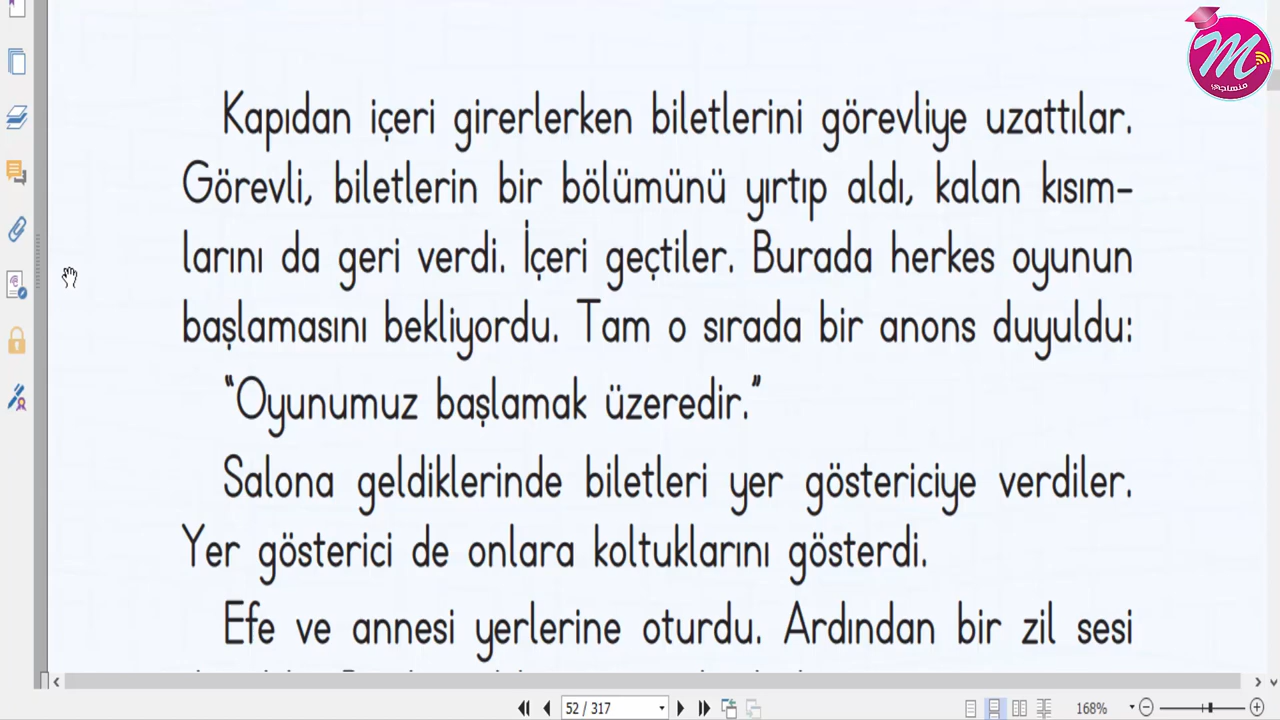 منهاجي
Kapıdan içeri girerlerken biletlerini görevliye uzattılar.
Görevli, biletlerin bir bölümünü yırtıp aldı, kalan kısım-
larını da geri verdi. İçeri geçtiler. Burada herkes oyunun
başlamasını bekliyordu. Tam o sırada bir anons duyuldu:
“Oyunumuz başlamak üzeredir.”
Salona geldiklerinde biletleri yer göstericiye verdiler.
Yer gösterici de onlara koltuklarını gösterdi.
Efe ve annesi yerlerine oturdu. Ardından bir zil sesi
52 / 317
168%